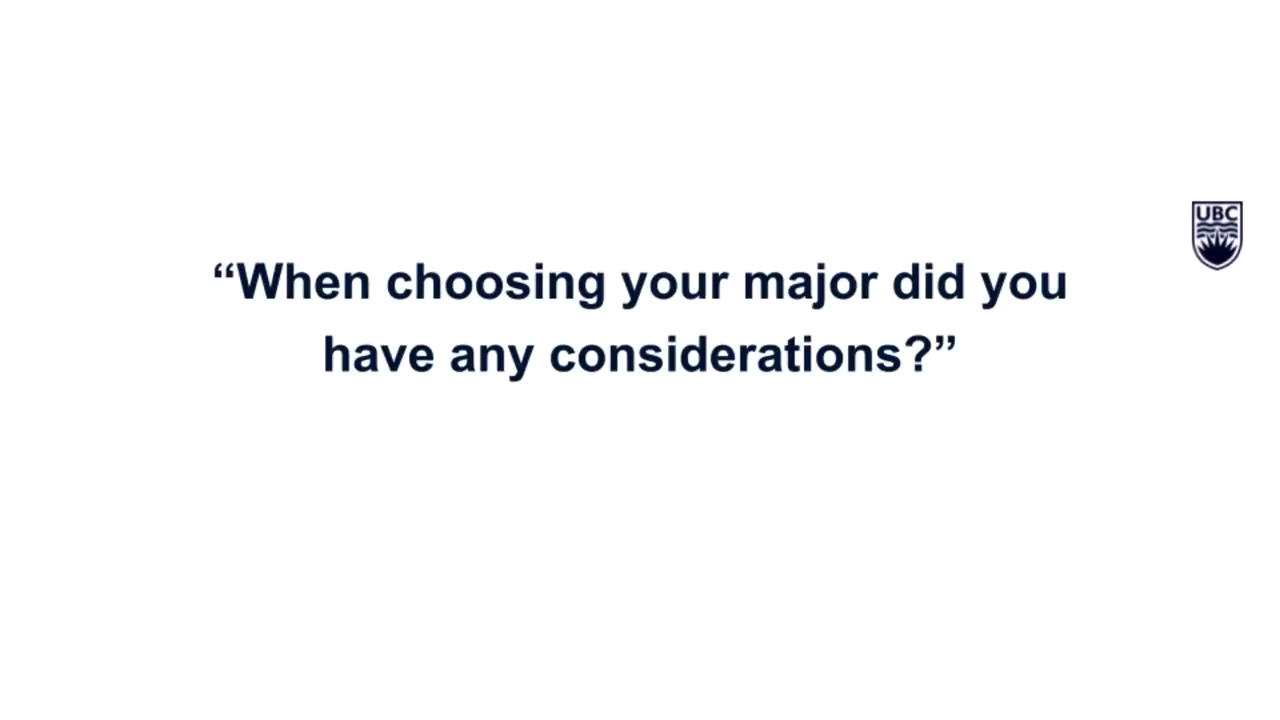 UBC
“When choosing your major did you
have any considerations?”